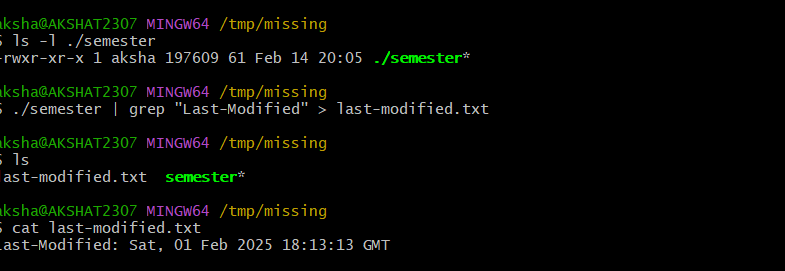 aksha@AKSHAT2307 MINGW64 /tmp/missing
$ ls -l ./semester
-rwxr-xr-x 1 aksha 197609 61 Feb 14 20:05 ./semester*
aksha@AKSHAT2307 MINGW64 /tmp/missing
$ ./semester | grep "Last-Modified" > last-modified.txt
aksha@AKSHAT2307 MINGW64 /tmp/missing
$ ls
last-modified.txt  semester*
aksha@AKSHAT2307 MINGW64 /tmp/missing
$ cat last-modified.txt
Last-Modified: Sat, 01 Feb 2025 18:13:13 GMT